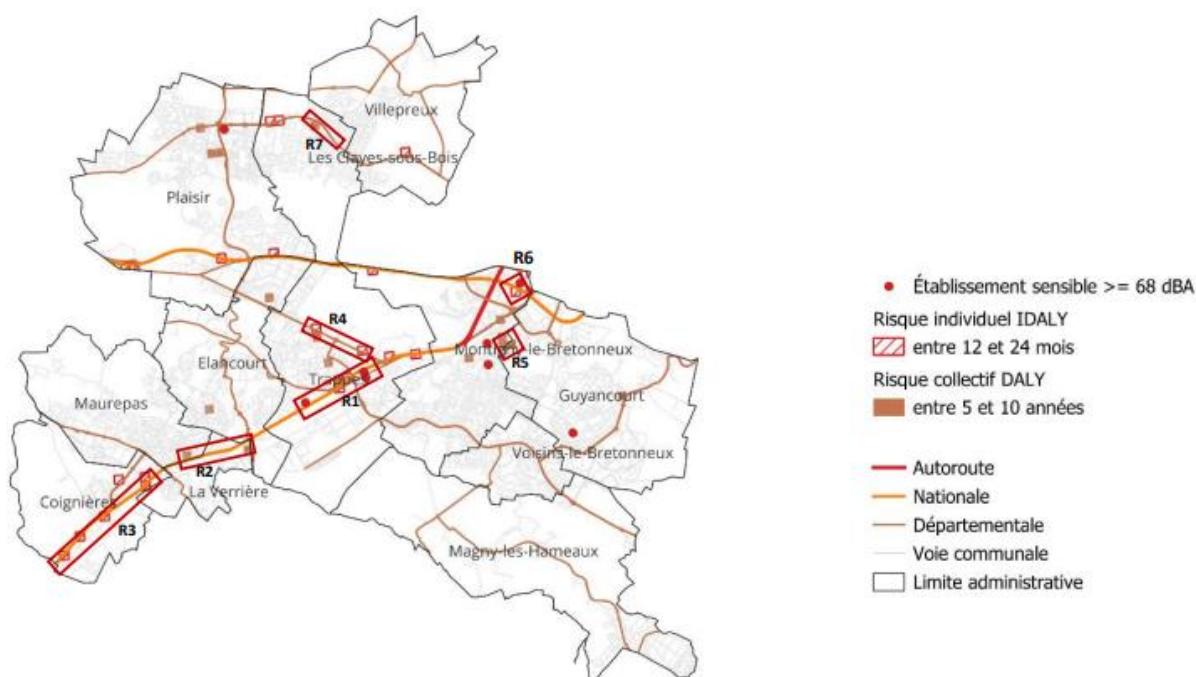 Villepreux
R7
Les Clayes-sous-Bois
Plaisir
R6
R4
Elancourt
Montigny-le-Bretonneux
R5
Trappes
Maurepas
R1
Guyancourt
Voisins-le-Bretonneux
R2
La Verrière
Coignières
R3
Magny-les-Hameaux
Établissement sensible >= 68 dBA
Risque individuel IDALY
entre 12 et 24 mois
Risque collectif DALY
entre 5 et 10 années
Autoroute
Nationale
Départementale
Voie communale
Limite administrative